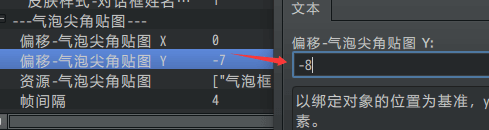 皮肤样式-对话框姓名…
---气泡尖角贴图---
偏移-气泡尖角贴图 X 0
偏移-气泡尖角贴图 Y -7
资源-气泡尖角贴图 ["气泡框
帧间隔 4
文本
偏移-气泡尖角贴图 Y:
-8
以绑定对象的位置为基准，y
素。